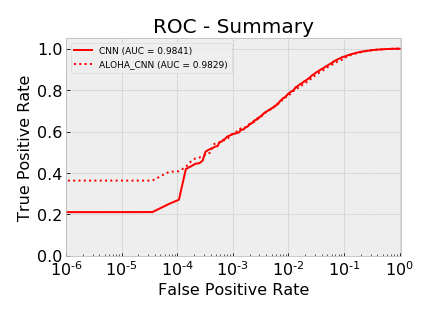 ROC - Summary
CNN (AUC = 0.9841)
ALOHA_CNN (AUC = 0.9829)
True Positive Rate
1.0
0.8
0.6
0.4
0.2
0.0
10⁻⁶ 10⁻⁵ 10⁻⁴ 10⁻³ 10⁻² 10⁻¹ 10⁰
False Positive Rate